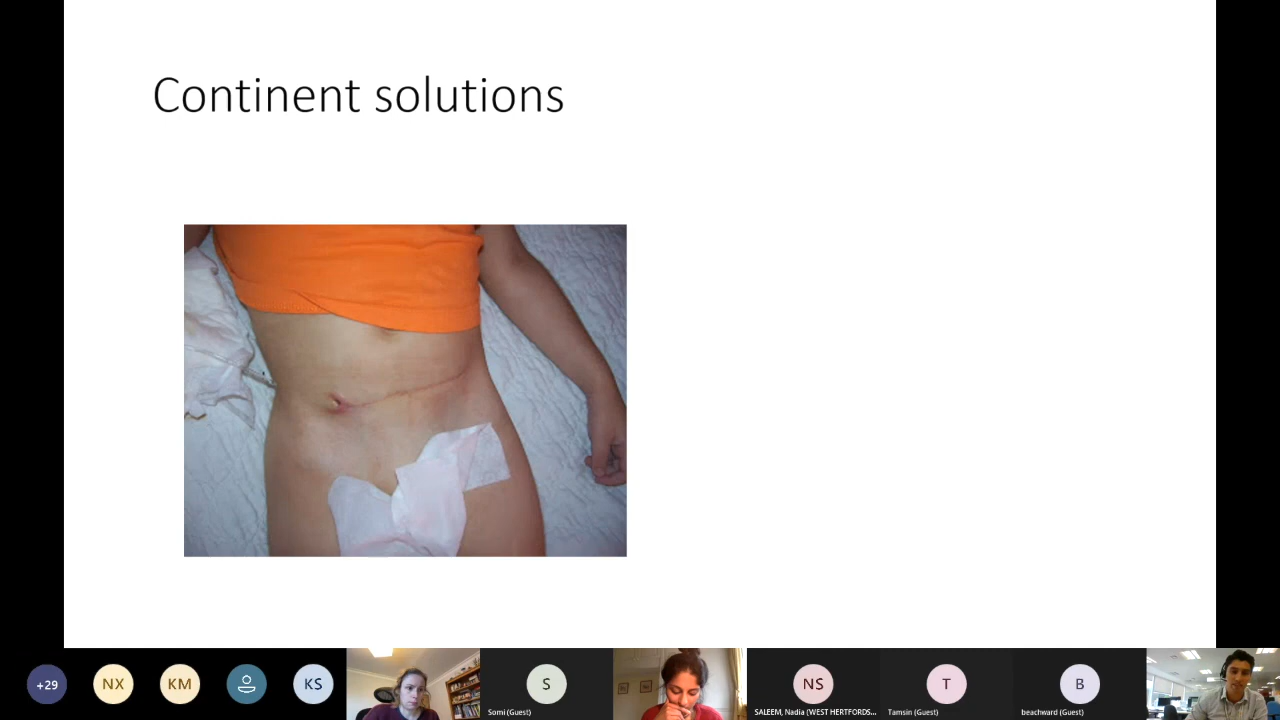 Continent solutions
+29
NX
KM
KS
S
Somi (Guest)
NS
SALEEM, Nadia (WEST HERTFORDS...
T
Tamsin (Guest)
B
beachward (Guest)